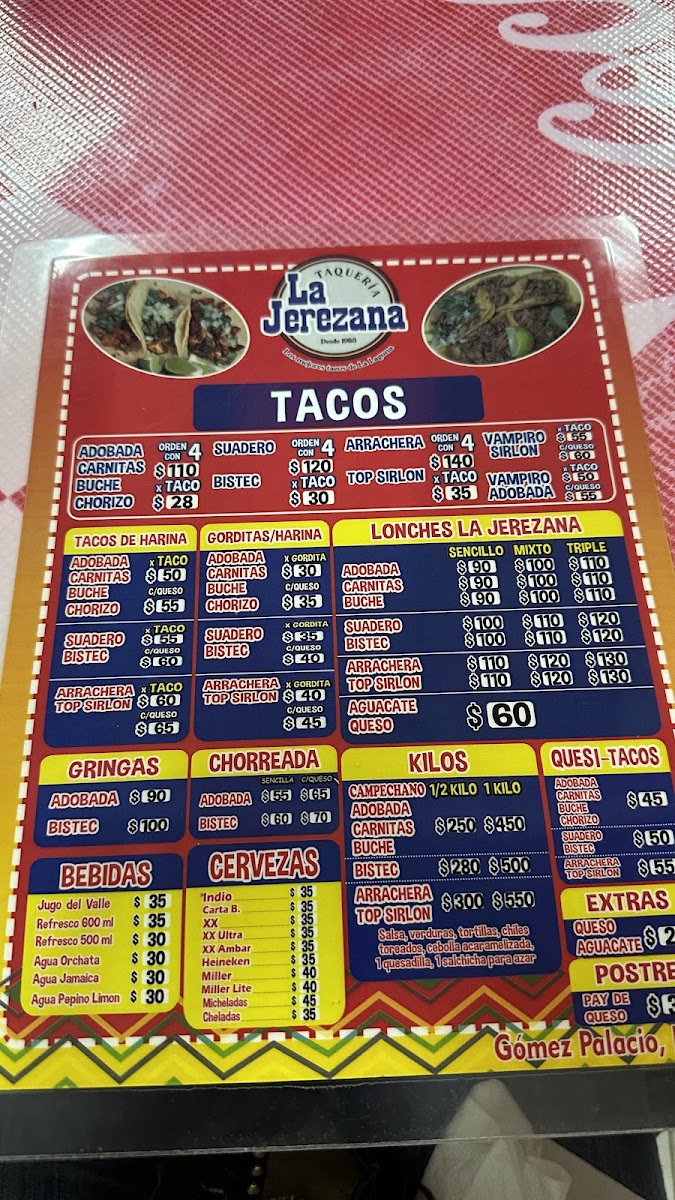 TAQUERÍA
La
Jerezana
Desde 1988
Los mejores tacos de La Laguna
TACOS
ADOBADA
CARNITAS
BUCHE
CHORIZO
ORDEN CON 4
$110
x TACO
$28
SUADERO
BISTEC
ORDEN CON 4
$120
x TACO
$30
ARRACHERA
TOP SIRLON
ORDEN CON 4
$140
x TACO
$35
VAMPIRO
SIRLON
x TACO
$55
C/QUESO
$60
VAMPIRO
ADOBADA
x TACO
$50
C/QUESO
$55
TACOS DE HARINA
ADOBADA x TACO
CARNITAS $50
BUCHE C/QUESO
CHORIZO $55
SUADERO x TACO
$55
BISTEC C/QUESO
$60
ARRACHERA x TACO
TOP SIRLON $60
C/QUESO
$65
GORDITAS/HARINA
ADOBADA x GORDITA
CARNITAS $30
BUCHE C/QUESO
CHORIZO $35
SUADERO x GORDITA
$35
BISTEC C/QUESO
$40
ARRACHERA x GORDITA
TOP SIRLON $40
C/QUESO
$45
LONCHES LA JEREZANA
SENCILLO MIXTO TRIPLE
ADOBADA $90 $100 $110
CARNITAS $90 $100 $110
BUCHE $90 $100 $110
SUADERO $100 $110 $120
BISTEC $100 $110 $120
ARRACHERA $110 $120 $130
TOP SIRLON $110 $120 $130
AGUACATE
QUESO
$60
GRINGAS
ADOBADA $90
BISTEC $100
CHORREADA
SENCILLA C/QUESO
ADOBADA $55 $65
BISTEC $60 $70
KILOS
CAMPECHANO 1/2 KILO 1 KILO
ADOBADA
CARNITAS $250 $450
BUCHE
BISTEC $280 $500
ARRACHERA
TOP SIRLON
$300 $550
Salsa, verduras, tortillas, chiles
toreados, cebolla acaramelizada,
1 quesadilla, 1 salchicha para azar
QUESI-TACOS
ADOBADA
CARNITAS
BUCHE
CHORIZO
$45
SUADERO
BISTEC
$50
ARRACHERA
TOP SIRLON
$55
BEBIDAS
Jugo del Valle $35
Refresco 600 ml $35
Refresco 500 ml $30
Agua Orchata $30
Agua Jamaica $30
Agua Pepino Limon $30
CERVEZAS
Indio $35
Carta B. $35
XX $35
XX Ultra $35
XX Ambar $35
Heineken $35
Miller $40
Miller Lite $40
Micheladas $45
Cheladas $35
EXTRAS
QUESO
AGUACATE
$2
POSTRE
PAY DE
QUESO
$3
Gómez Palacio,